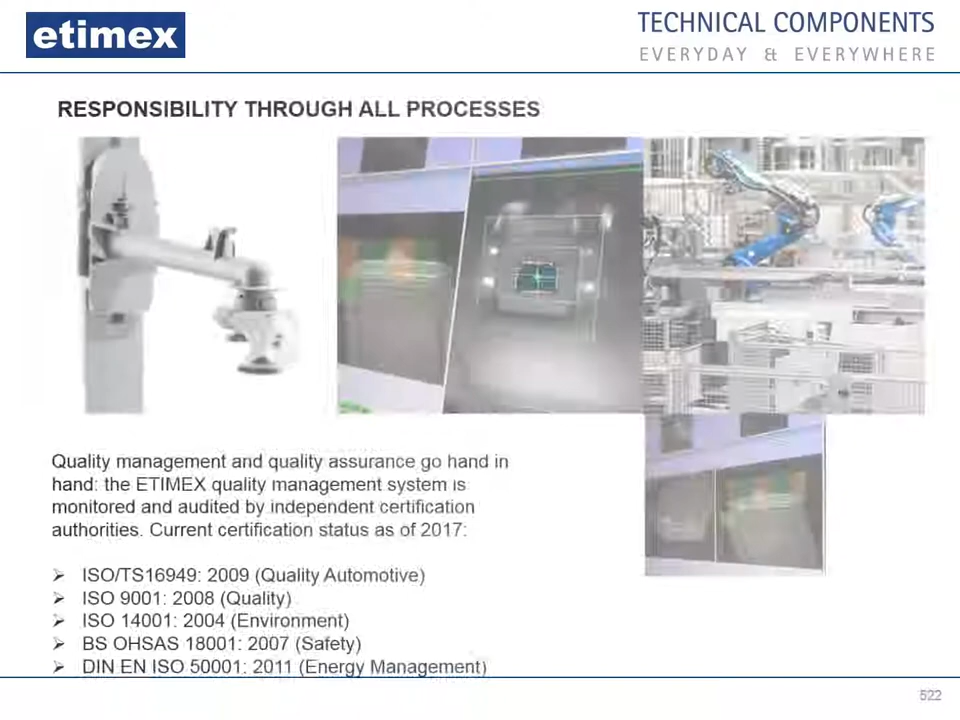 etimex
TECHNICAL COMPONENTS
EVERYDAY & EVERYWHERE
RESPONSIBILITY THROUGH ALL PROCESSES
Quality management and quality assurance go hand in
hand: the ETIMEX quality management system is
monitored and audited by independent certification
authorities. Current certification status as of 2017:
➢ ISO/TS16949: 2009 (Quality Automotive)
➢ ISO 9001: 2008 (Quality)
➢ ISO 14001: 2004 (Environment)
➢ BS OHSAS 18001: 2007 (Safety)
➢ DIN EN ISO 50001: 2011 (Energy Management)
522